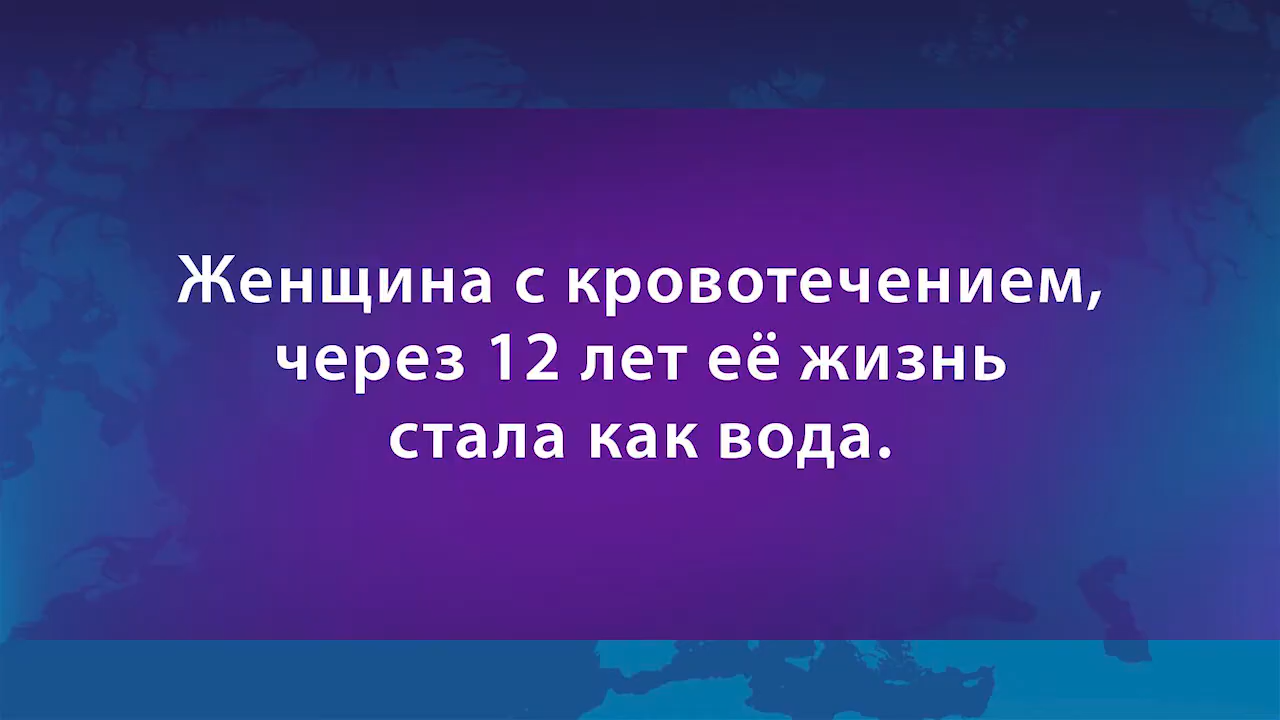 Женщина с кровотечением,
через 12 лет её жизнь
стала как вода.